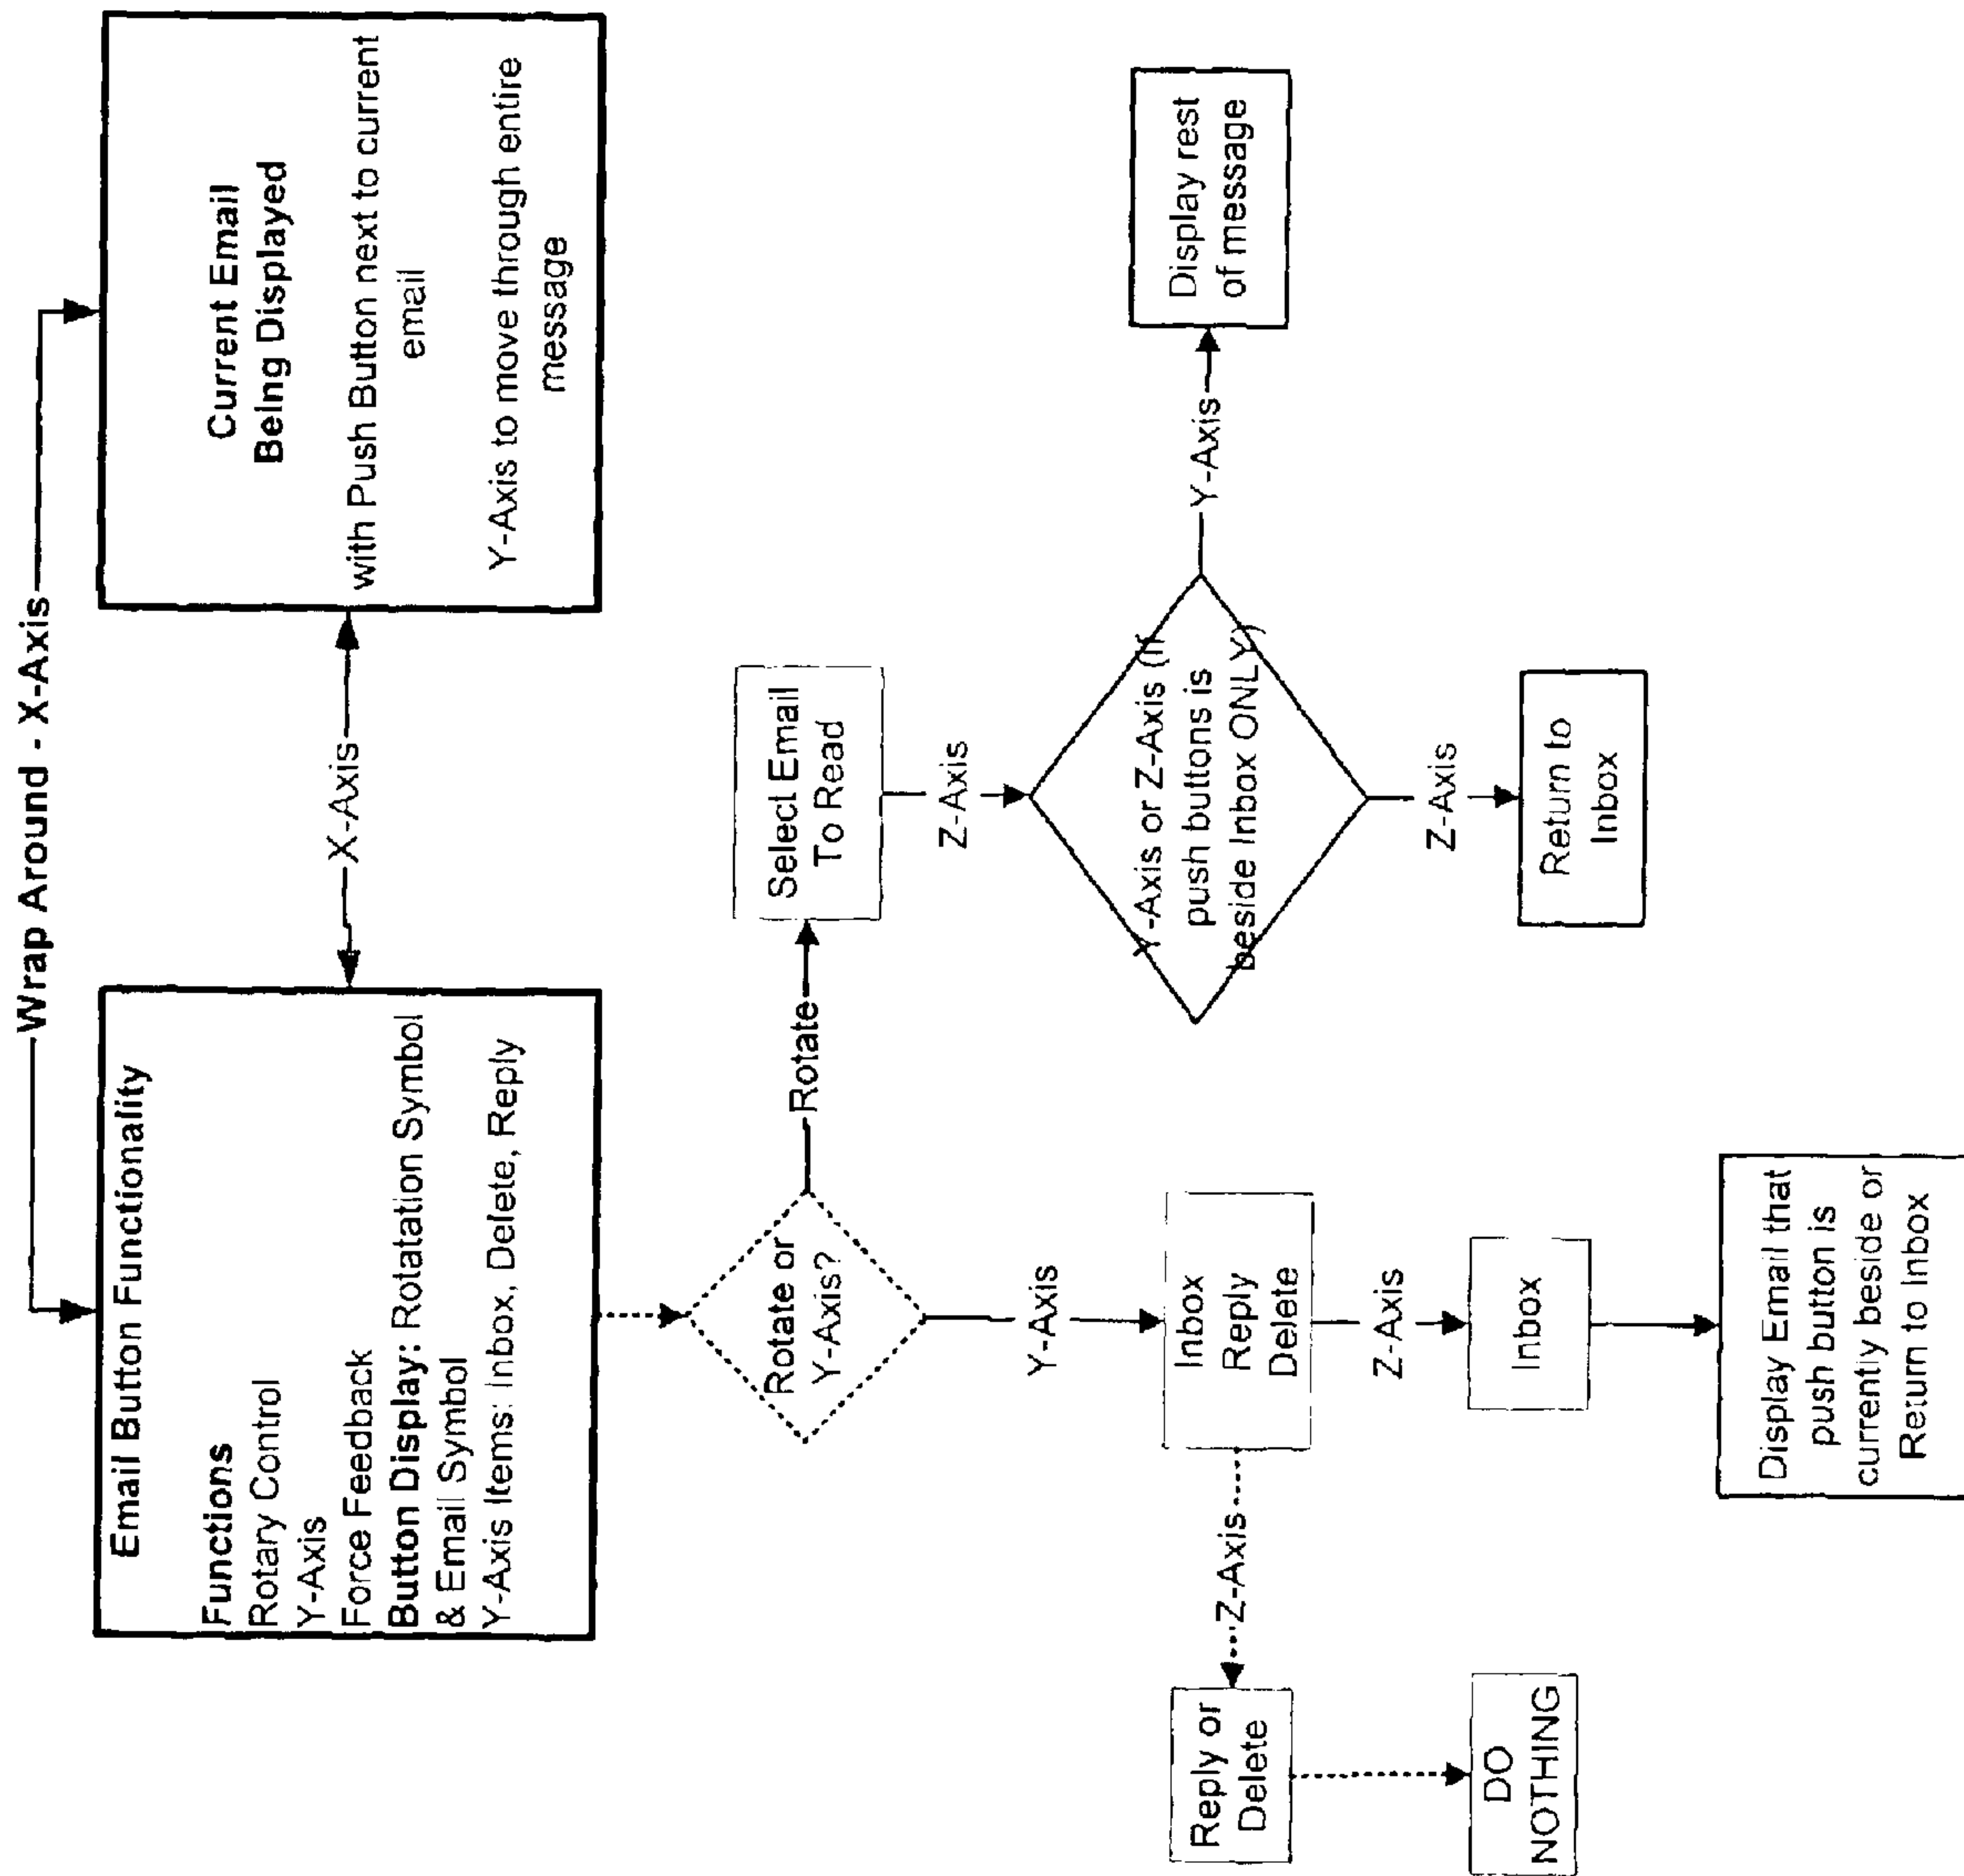 Wrap Around - X-Axis
Email Button Functionality
Functions
Rotary Control
Y-Axis
Force Feedback
Button Display: Rotatation Symbol
& Email Symbol
Y-Axis Items: Inbox, Delete, Reply
X-Axis
Current Email
Being Displayed
with Push Button next to current
email
Y-Axis to move through entire
message
Rotate or
Y-Axis?
Rotate
Select Email
To Read
Z-Axis
Y-Axis or Z-Axis (If
push buttons is
beside Inbox ONLY)
Y-Axis
Display rest
of message
Z-Axis
Return to
Inbox
Y-Axis
Inbox
Reply
Delete
Z-Axis
Reply or
Delete
DO
NOTHING
Z-Axis
Inbox
Display Email that
push button is
currently beside or
Return to Inbox